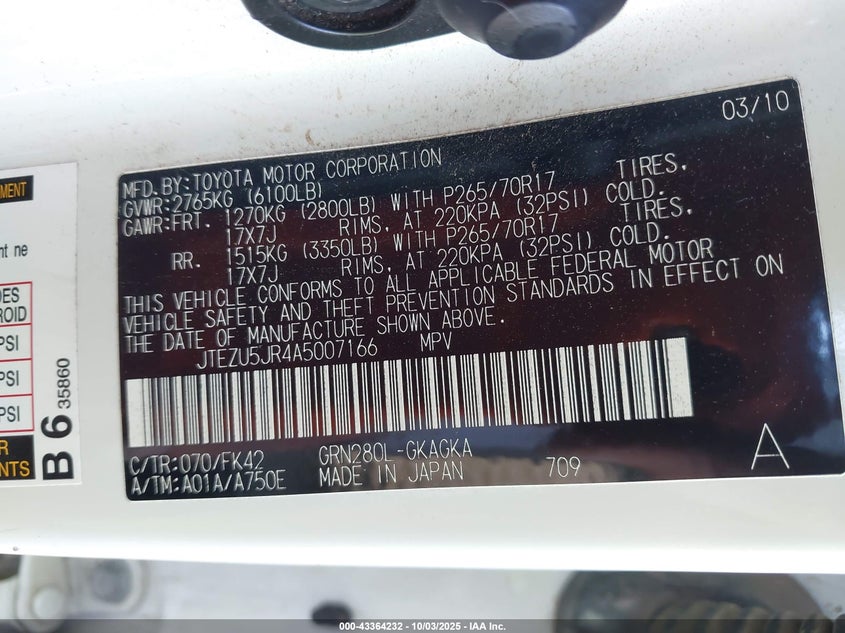 03/10
MFD. BY: TOYOTA MOTOR CORPORATION
GVWR: 2765KG (6100LB)
GAWR: FRT. 1270KG (2800LB) WITH P265/70R17 TIRES,
17X7J RIMS, AT 220KPA (32PSI) COLD.
RR. 1515KG (3350LB) WITH P265/70R17 TIRES,
17X7J RIMS, AT 220KPA (32PSI) COLD.
THIS VEHICLE CONFORMS TO ALL APPLICABLE FEDERAL MOTOR
VEHICLE SAFETY AND THEFT PREVENTION STANDARDS IN EFFECT ON
THE DATE OF MANUFACTURE SHOWN ABOVE.
JTEZU5JR4A5007166 MPV
C/TR: 070/FK42 GRN280L-GKAGKA
A/TM: A01A/A750E MADE IN JAPAN 709
A
B6 35860
000-43364232 - 10/03/2025 - IAA Inc.